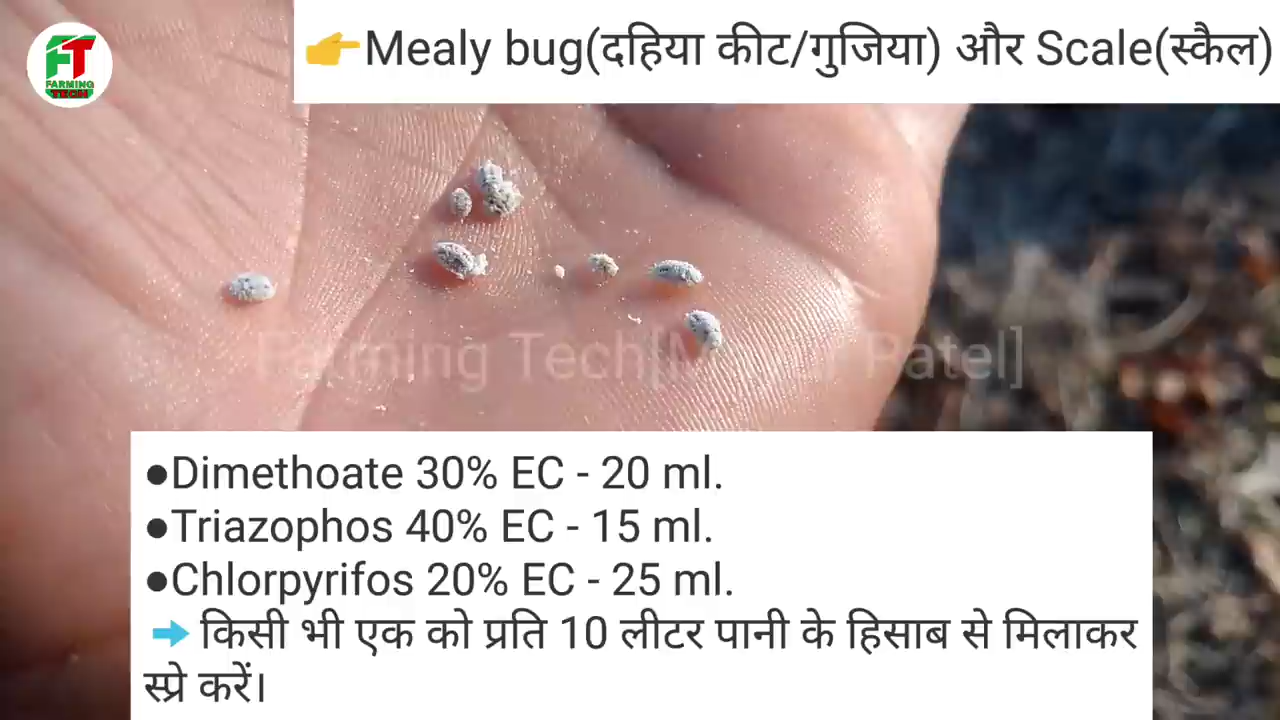 FT
FARMING
TECH
👉Mealy bug(दहिया कीट/गुजिया) और Scale(स्कैल)
Farming Tech[ Patel]
●Dimethoate 30% EC - 20 ml.
●Triazophos 40% EC - 15 ml.
●Chlorpyrifos 20% EC - 25 ml.
➡ किसी भी एक को प्रति 10 लीटर पानी के हिसाब से मिलाकर
स्प्रे करें।